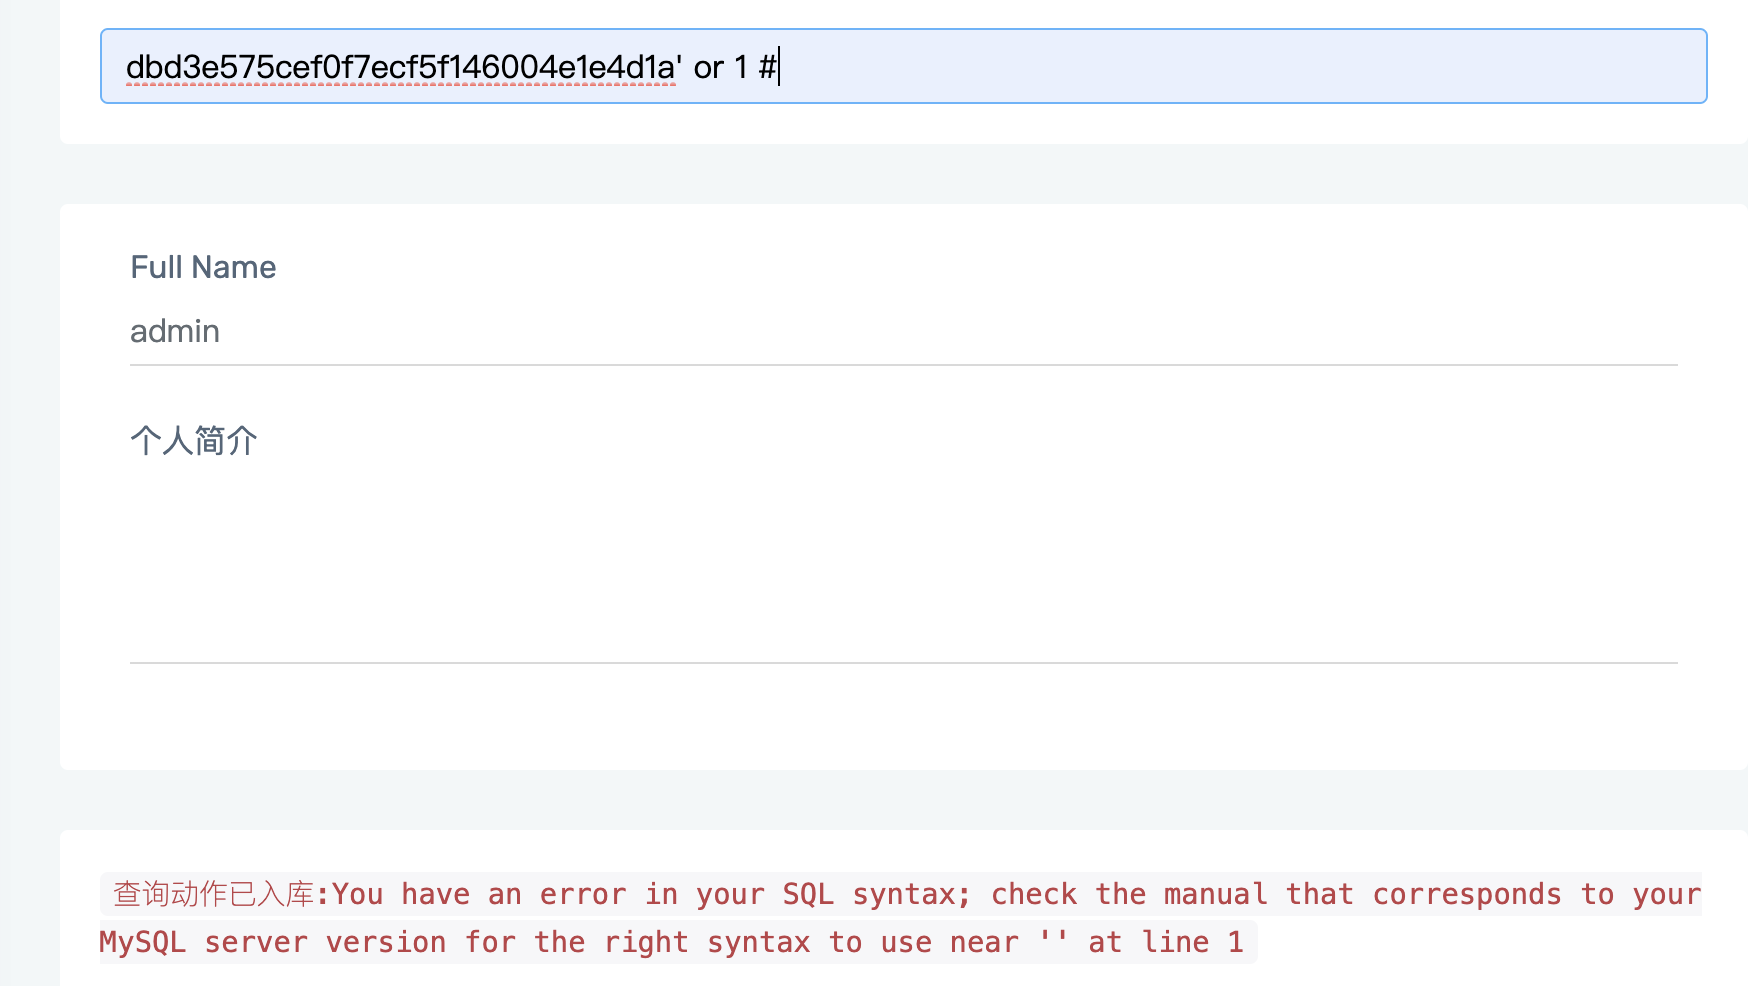 dbd3e575cef0f7ecf5f146004e1e4d1a' or 1 #
Full Name
admin
个人简介
查询动作已入库:You have an error in your SQL syntax; check the manual that corresponds to your
MySQL server version for the right syntax to use near '' at line 1